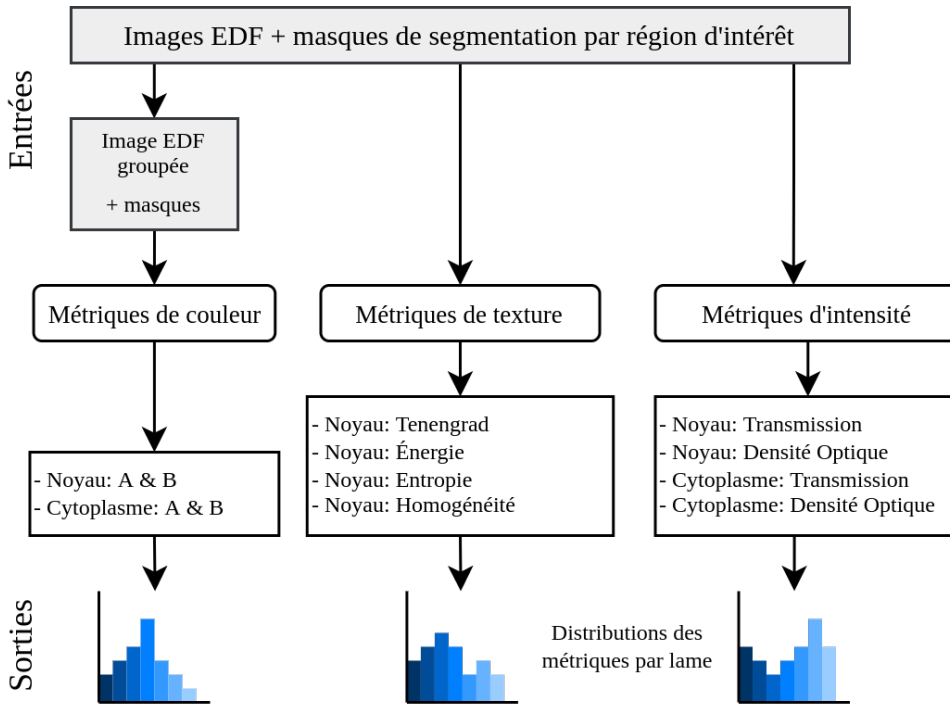 Images EDF + masques de segmentation par région d'intérêt
Entrées
Image EDF
groupée
+ masques
Métriques de couleur
Métriques de texture
Métriques d'intensité
- Noyau: A & B
- Cytoplasme: A & B
- Noyau: Tenengrad
- Noyau: Énergie
- Noyau: Entropie
- Noyau: Homogénéité
- Noyau: Transmission
- Noyau: Densité Optique
- Cytoplasme: Transmission
- Cytoplasme: Densité Optique
Sorties
Distributions des
métriques par lame